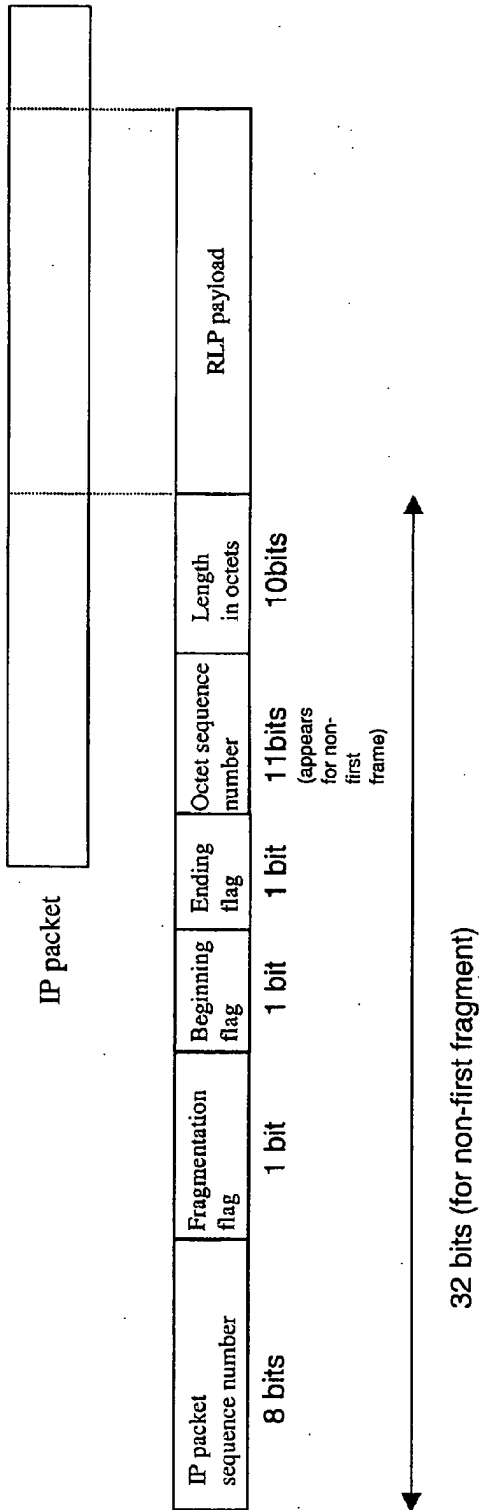 IP packet
IP packet
sequence number
Fragmentation
flag
Beginning
flag
Ending
flag
Octet sequence
number
Length
in octets
RLP payload
8 bits
1 bit
1 bit
1 bit
11bits
(appears
for non-
first
frame)
10bits
32 bits (for non-first fragment)